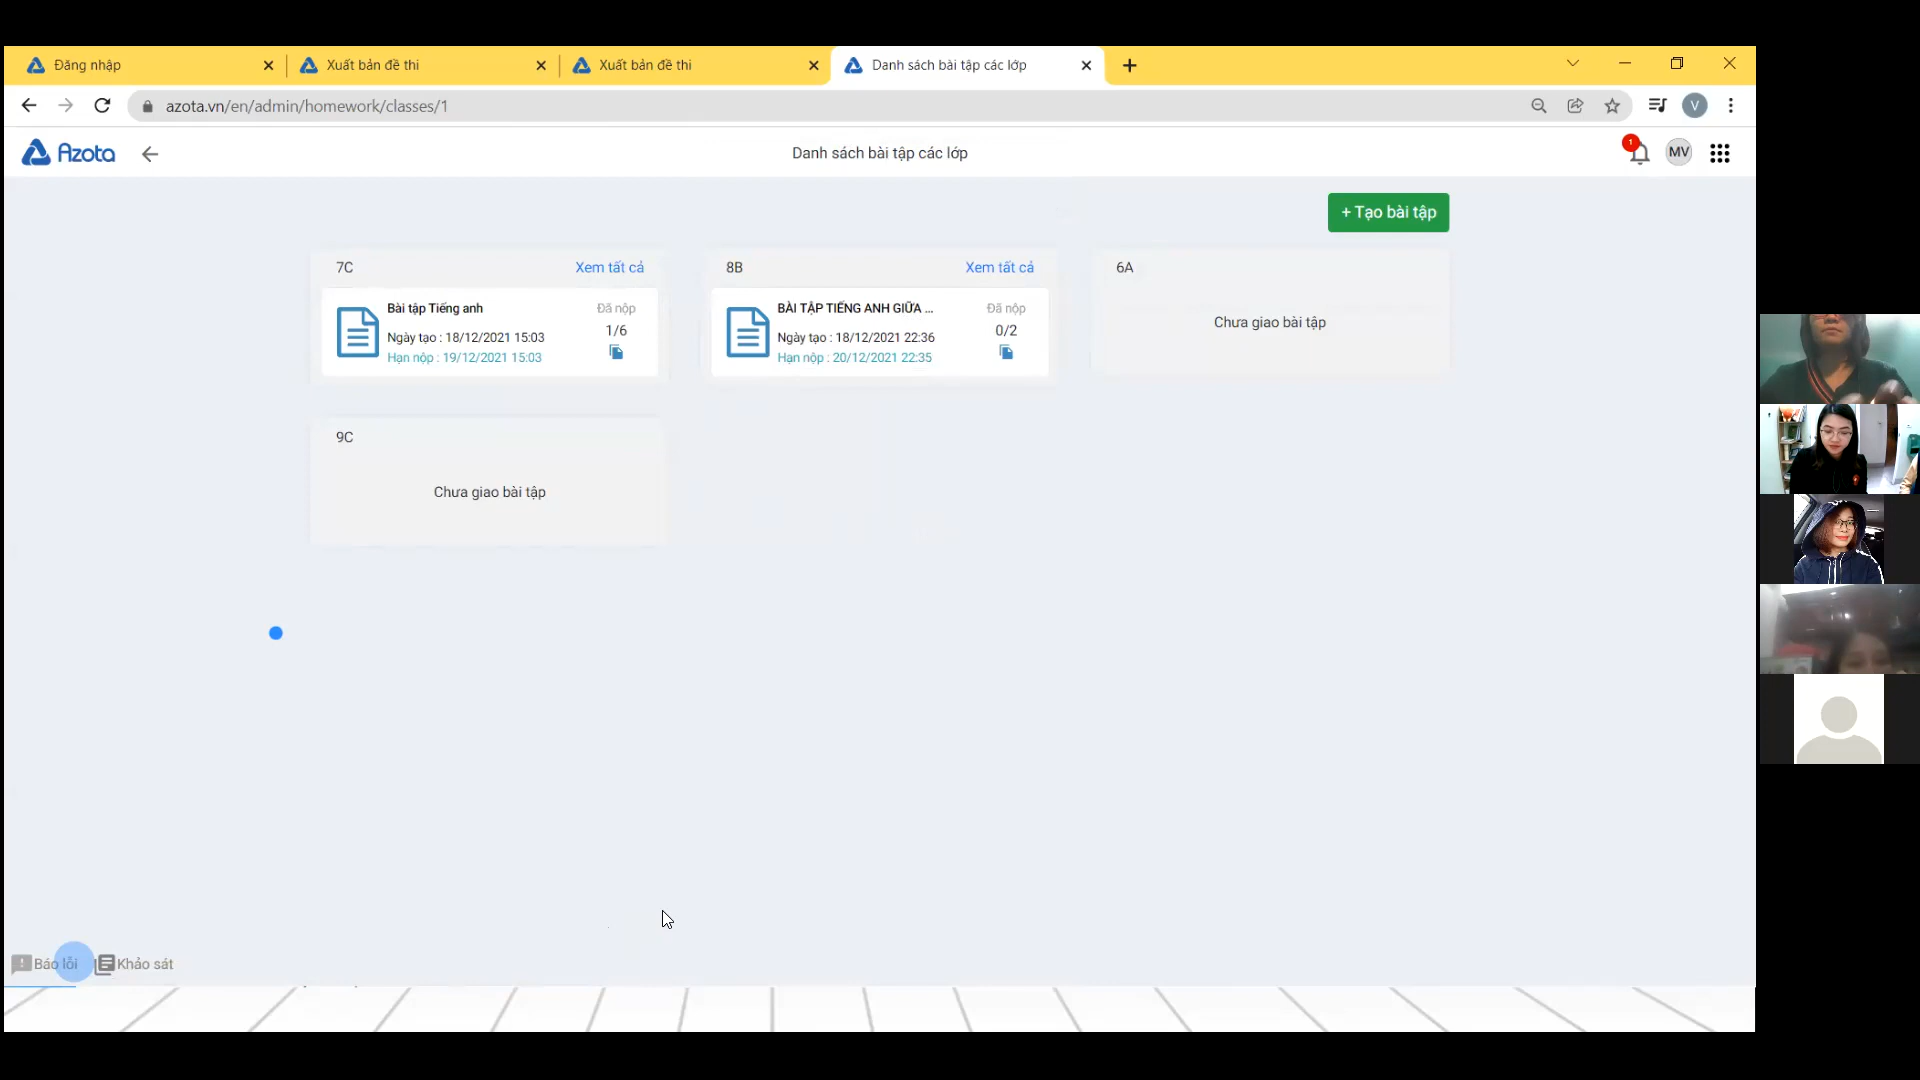 Đăng nhập
Xuất bản đề thi
Xuất bản đề thi
Danh sách bài tập các lớp
azota.vn/en/admin/homework/classes/1
V
Azota
Danh sách bài tập các lớp
1
MV
+ Tạo bài tập
7C
Xem tất cả
Bài tập Tiếng anh
Đã nộp
Ngày tạo : 18/12/2021 15:03
1/6
Hạn nộp : 19/12/2021 15:03
8B
Xem tất cả
BÀI TẬP TIẾNG ANH GIỮA ...
Đã nộp
Ngày tạo : 18/12/2021 22:36
0/2
Hạn nộp : 20/12/2021 22:35
6A
Chưa giao bài tập
9C
Chưa giao bài tập
Báo lỗi
Khảo sát